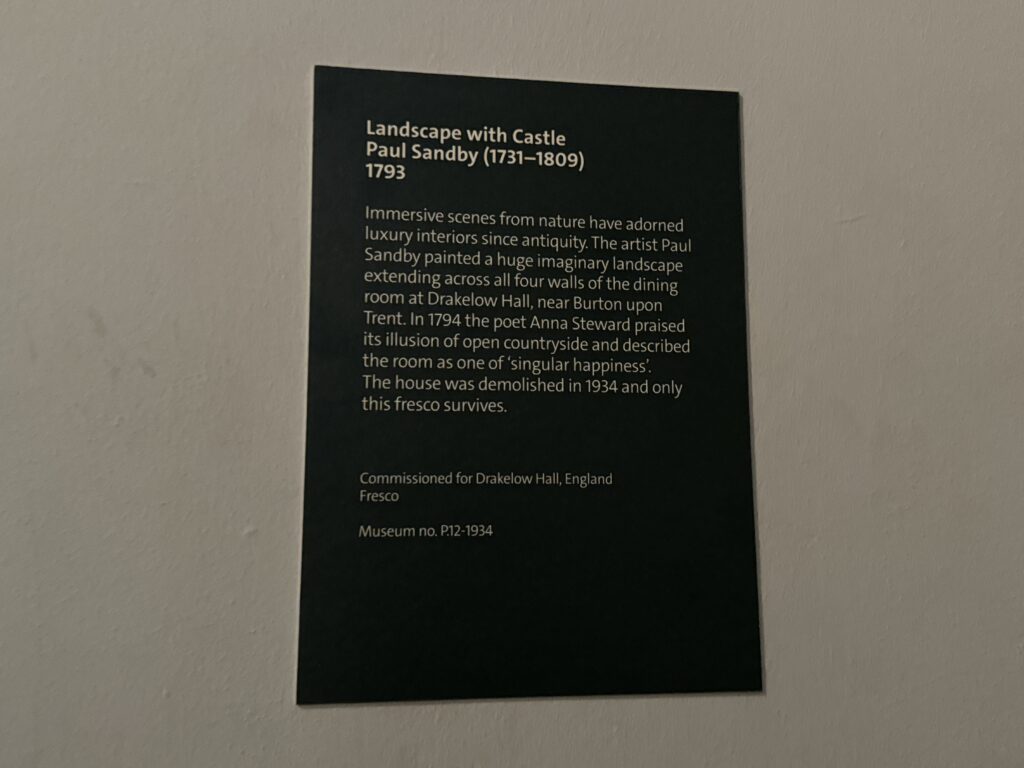 Landscape with Castle
Paul Sandby (1731–1809)
1793
Immersive scenes from nature have adorned
luxury interiors since antiquity. The artist Paul
Sandby painted a huge imaginary landscape
extending across all four walls of the dining
room at Drakelow Hall, near Burton upon
Trent. In 1794 the poet Anna Steward praised
its illusion of open countryside and described
the room as one of ‘singular happiness’.
The house was demolished in 1934 and only
this fresco survives.
Commissioned for Drakelow Hall, England
Fresco
Museum no. P.12-1934